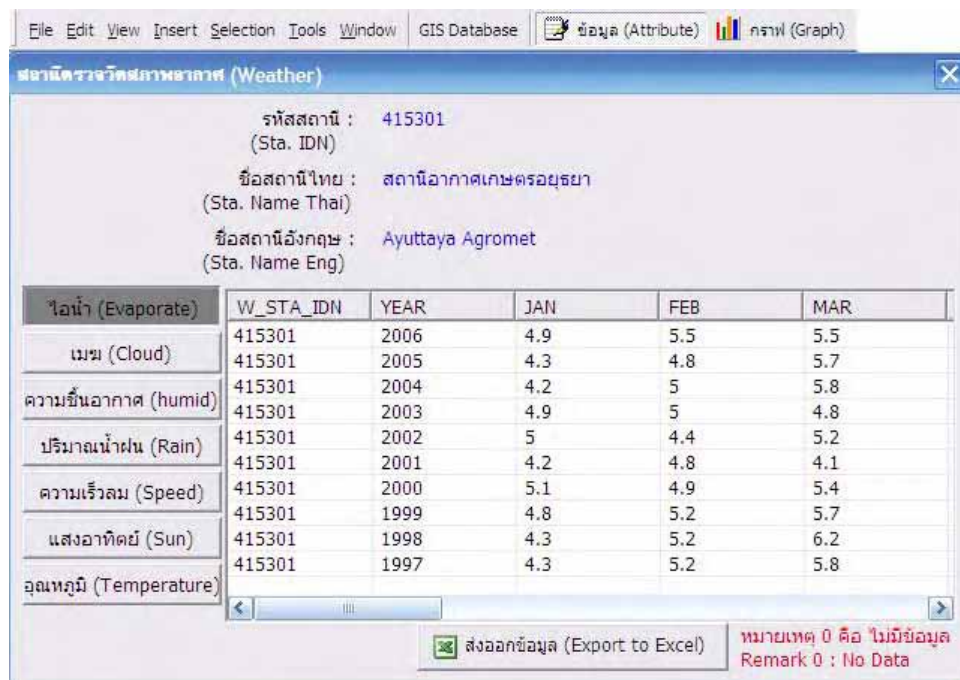 File Edit View Insert Selection Tools Window GIS Database ข้อมูล (Attribute) กราฟ (Graph)
สถานีตรวจวัดสภาพอากาศ (Weather)
รหัสสถานี : 415301
(Sta. IDN)
ชื่อสถานีไทย : สถานีอากาศเกษตรอยุธยา
(Sta. Name Thai)
ชื่อสถานีอังกฤษ : Ayuttaya Agromet
(Sta. Name Eng)
ไอน้ำ (Evaporate)
เมฆ (Cloud)
ความชื้นอากาศ (humid)
ปริมาณน้ำฝน (Rain)
ความเร็วลม (Speed)
แสงอาทิตย์ (Sun)
อุณหภูมิ (Temperature)
W_STA_IDN YEAR JAN FEB MAR
415301 2006 4.9 5.5 5.5
415301 2005 4.3 4.8 5.7
415301 2004 4.2 5 5.8
415301 2003 4.9 5 4.8
415301 2002 5 4.4 5.2
415301 2001 4.2 4.8 4.1
415301 2000 5.1 4.9 5.4
415301 1999 4.8 5.2 5.7
415301 1998 4.3 5.2 6.2
415301 1997 4.3 5.2 5.8
ส่งออกข้อมูล (Export to Excel)
หมายเหตุ 0 คือ ไม่มีข้อมูล
Remark 0 : No Data